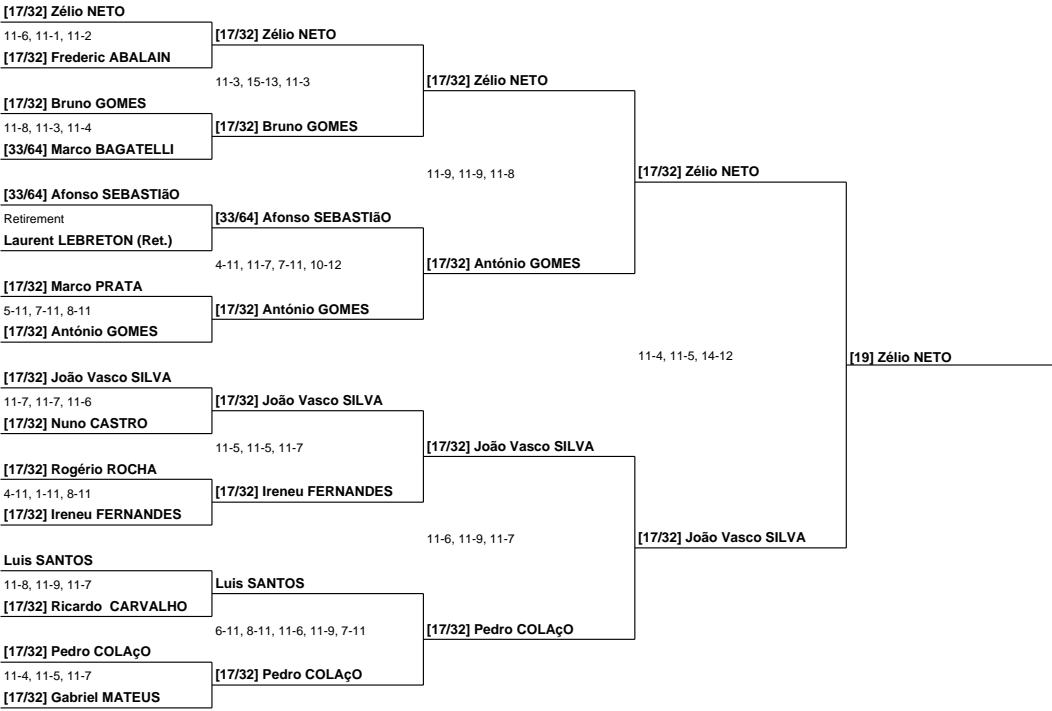 [17/32] Zélio NETO
11-6, 11-1, 11-2
[17/32] Frederic ABALAIN
[17/32] Bruno GOMES
11-8, 11-3, 11-4
[33/64] Marco BAGATELLI
[33/64] Afonso SEBASTIãO
Retirement
Laurent LEBRETON (Ret.)
[17/32] Marco PRATA
5-11, 7-11, 8-11
[17/32] António GOMES
[17/32] João Vasco SILVA
11-7, 11-7, 11-6
[17/32] Nuno CASTRO
[17/32] Rogério ROCHA
4-11, 1-11, 8-11
[17/32] Ireneu FERNANDES
Luis SANTOS
11-8, 11-9, 11-7
[17/32] Ricardo CARVALHO
[17/32] Pedro COLAçO
11-4, 11-5, 11-7
[17/32] Gabriel MATEUS
[17/32] Zélio NETO
11-3, 15-13, 11-3
[17/32] Bruno GOMES
[33/64] Afonso SEBASTIãO
4-11, 11-7, 7-11, 10-12
[17/32] António GOMES
[17/32] João Vasco SILVA
11-5, 11-5, 11-7
[17/32] Ireneu FERNANDES
Luis SANTOS
6-11, 8-11, 11-6, 11-9, 7-11
[17/32] Pedro COLAçO
[17/32] Zélio NETO
11-9, 11-9, 11-8
[17/32] António GOMES
[17/32] João Vasco SILVA
11-6, 11-9, 11-7
[17/32] Pedro COLAçO
[17/32] Zélio NETO
11-4, 11-5, 14-12
[17/32] João Vasco SILVA
[19] Zélio NETO